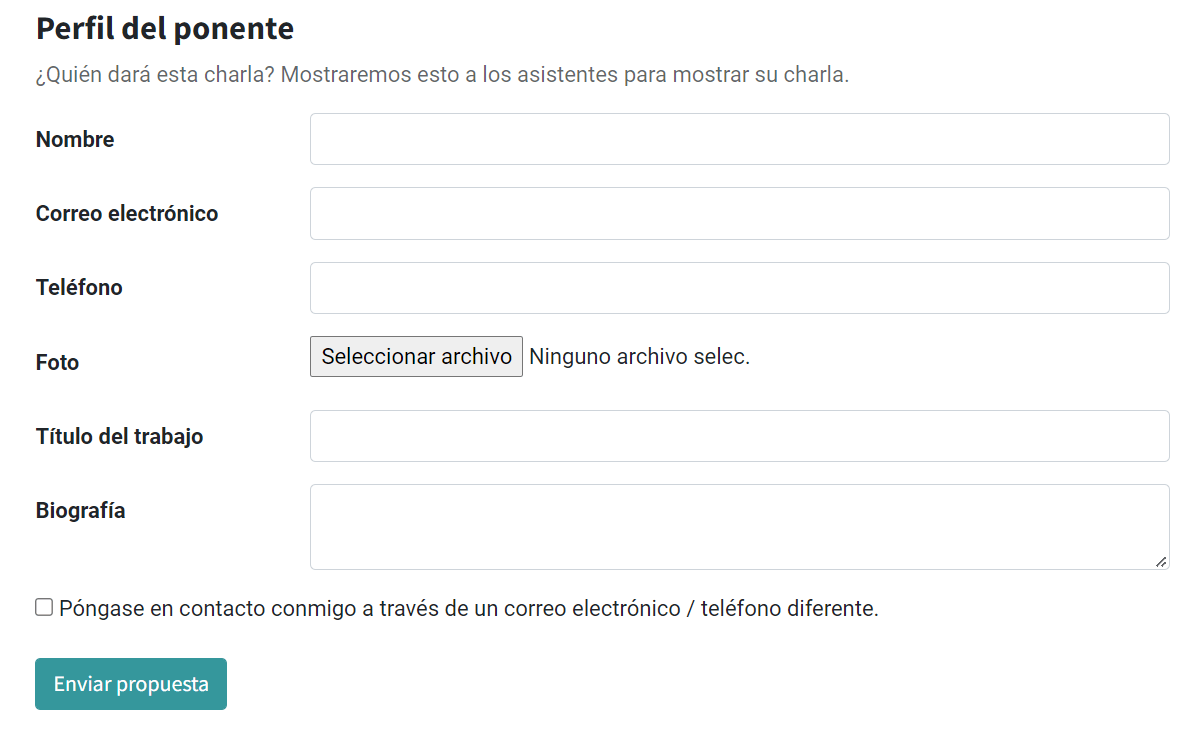 Perfil del ponente
¿Quién dará esta charla? Mostraremos esto a los asistentes para mostrar su charla.
Nombre
Correo electrónico
Teléfono
Foto Seleccionar archivo Ninguno archivo selec.
Título del trabajo
Biografía
Póngase en contacto conmigo a través de un correo electrónico / teléfono diferente.
Enviar propuesta